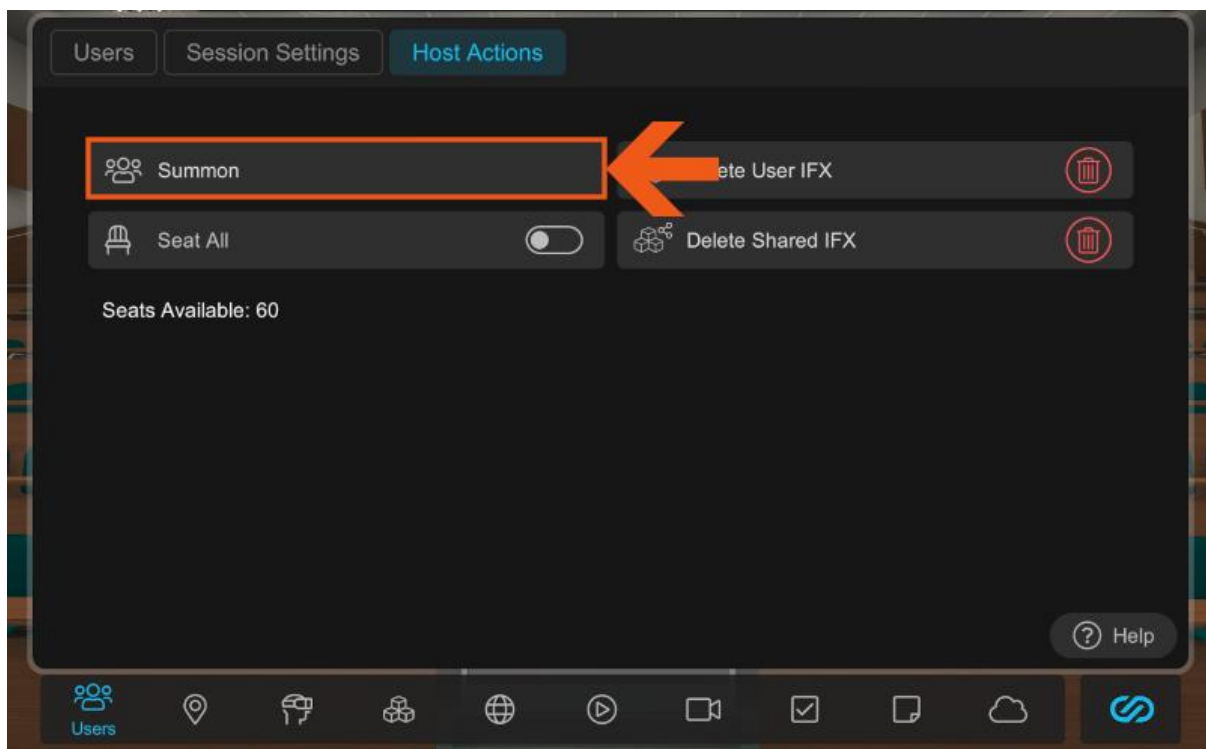 Users
Session Settings
Host Actions
Summon
ete User IFX
Seat All
Delete Shared IFX
Seats Available: 60
Help
Users